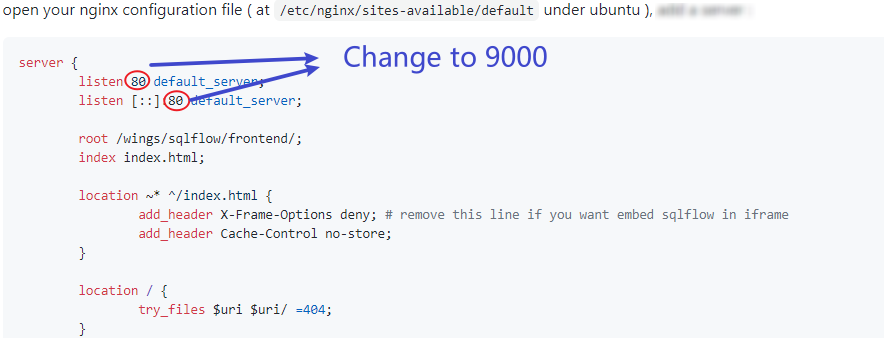 open your nginx configuration file ( at /etc/nginx/sites-available/default under ubuntu ),
Change to 9000
server {
listen 80 default_server;
listen [::]:80 default_server;
root /wings/sqlflow/frontend/;
index index.html;
location ~* ^/index.html {
add_header X-Frame-Options deny; # remove this line if you want embed sqlflow in iframe
add_header Cache-Control no-store;
}
location / {
try_files $uri $uri/ =404;
}